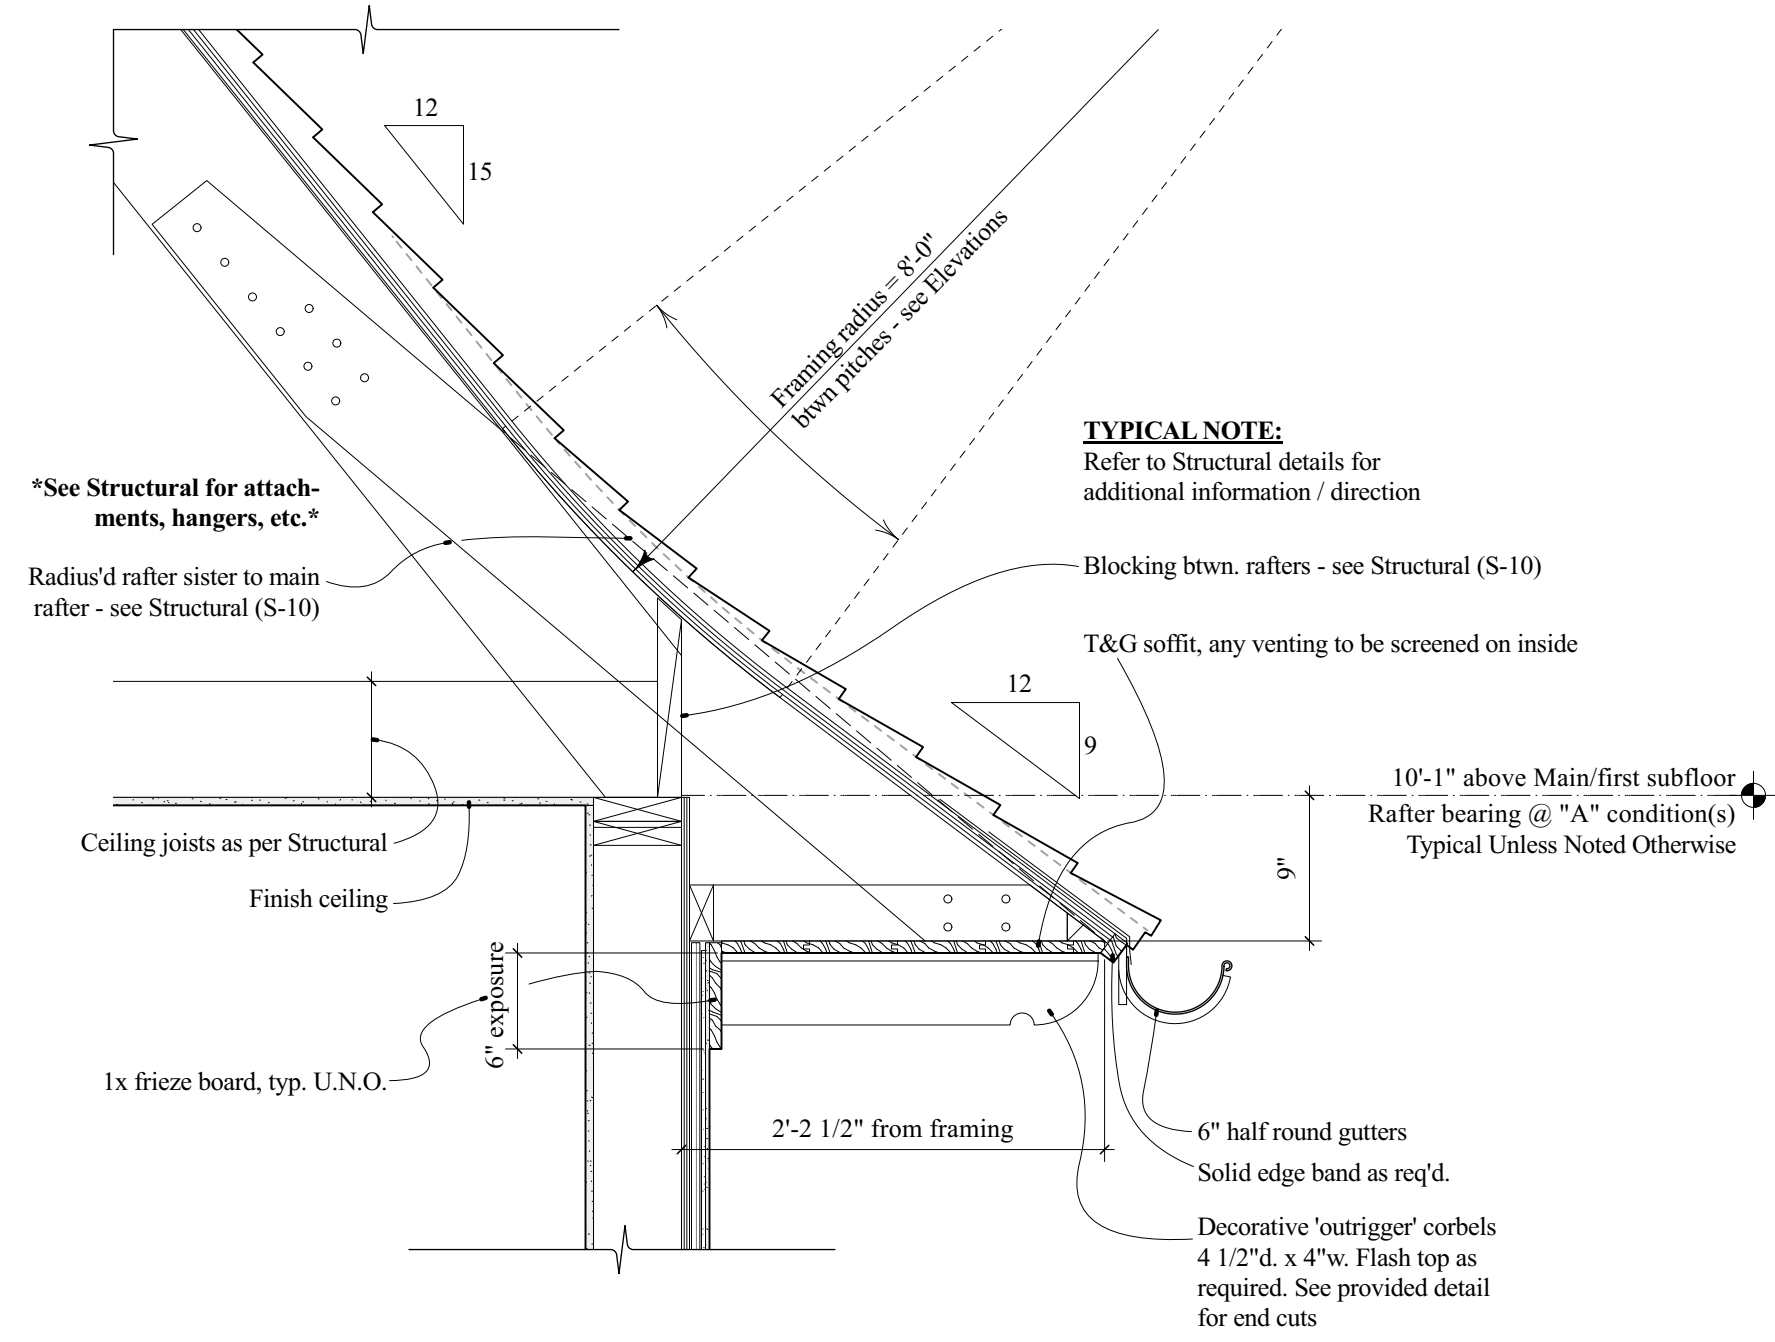 12
15
Framing radius = 8'-0"
btwn pitches - see Elevations
TYPICAL NOTE:
Refer to Structural details for
additional information / direction
*See Structural for attach-
ments, hangers, etc.*
Radius'd rafter sister to main
rafter - see Structural (S-10)
Blocking btwn. rafters - see Structural (S-10)
T&G soffit, any venting to be screened on inside
12
9
10'-1" above Main/first subfloor
Rafter bearing @ "A" condition(s)
Typical Unless Noted Otherwise
9"
Ceiling joists as per Structural
Finish ceiling
6" exposure
1x frieze board, typ. U.N.O.
2'-2 1/2" from framing
6" half round gutters
Solid edge band as req'd.
Decorative 'outrigger' corbels
4 1/2"d. x 4"w. Flash top as
required. See provided detail
for end cuts